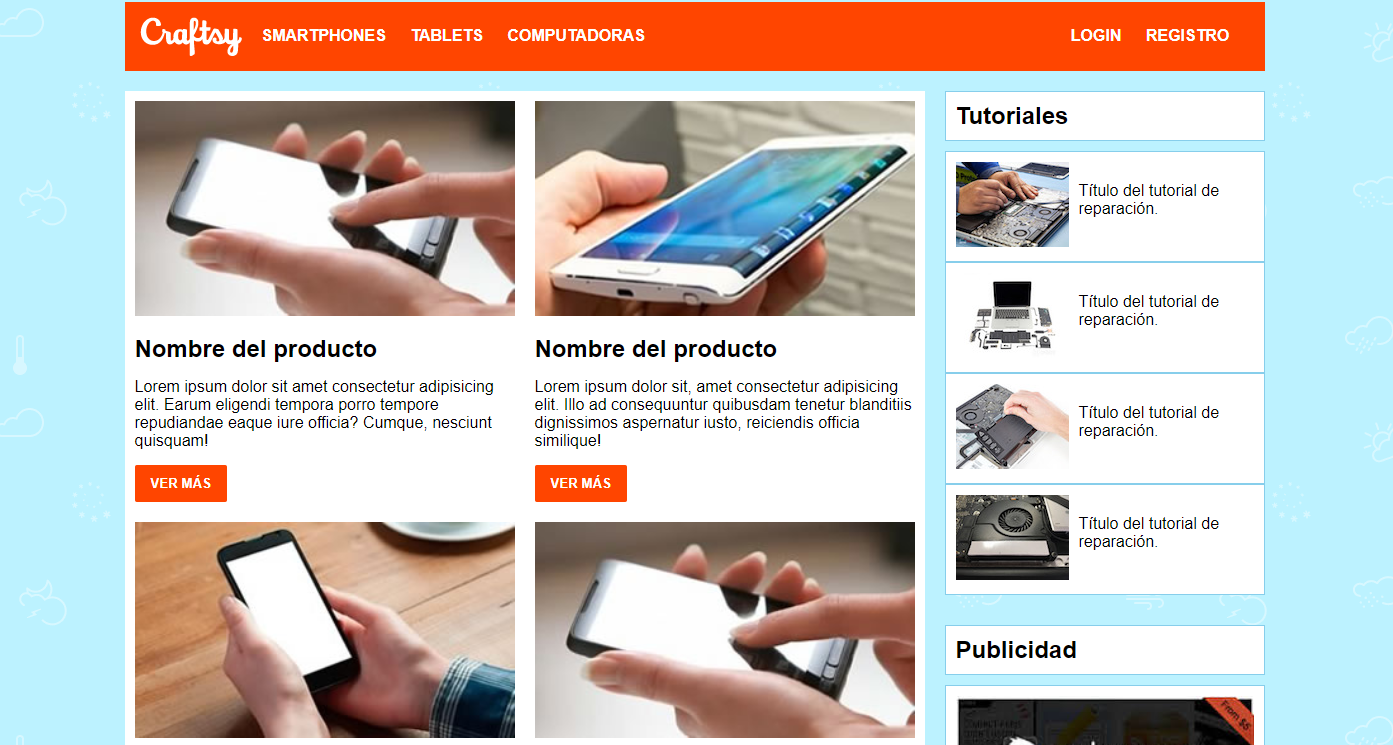 Craftsy SMARTPHONES TABLETS COMPUTADORAS LOGIN REGISTRO
Nombre del producto
Lorem ipsum dolor sit amet consectetur adipisicing
elit. Earum eligendi tempora porro tempore
repudiandae eaque iure officia? Cumque, nesciunt
quisquam!
VER MÁS
Nombre del producto
Lorem ipsum dolor sit, amet consectetur adipisicing
elit. Illo ad consequuntur quibusdam tenetur blanditiis
dignissimos aspernatur iusto, reiciendis officia
similique!
VER MÁS
Tutoriales
Título del tutorial de
reparación.
Título del tutorial de
reparación.
Título del tutorial de
reparación.
Título del tutorial de
reparación.
Publicidad
From $5